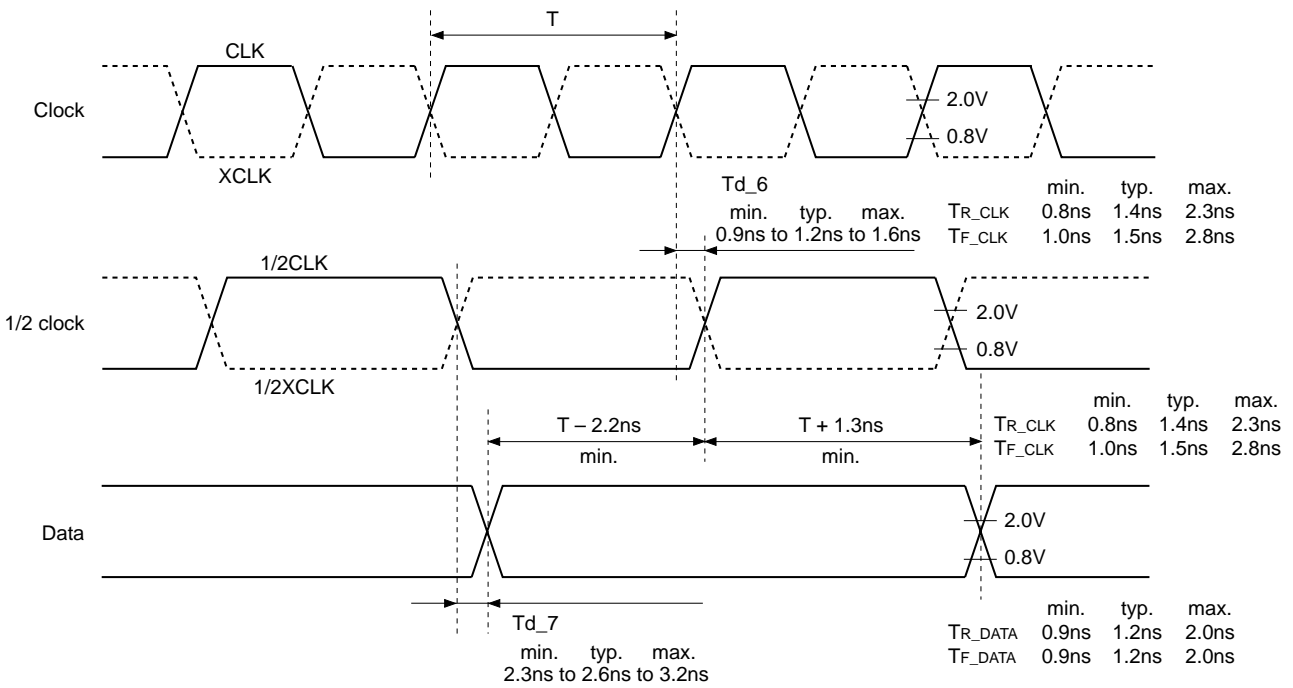 T
CLK
Clock
2.0V
0.8V
XCLK
Td_6
min. typ. max.
0.9ns to 1.2ns to 1.6ns
min. typ. max.
TR_CLK 0.8ns 1.4ns 2.3ns
TF_CLK 1.0ns 1.5ns 2.8ns
1/2CLK
1/2 clock
2.0V
0.8V
1/2XCLK
min. typ. max.
TR_CLK 0.8ns 1.4ns 2.3ns
TF_CLK 1.0ns 1.5ns 2.8ns
T – 2.2ns
min.
T + 1.3ns
min.
Data
2.0V
0.8V
Td_7
min. typ. max.
2.3ns to 2.6ns to 3.2ns
min. typ. max.
TR_DATA 0.9ns 1.2ns 2.0ns
TF_DATA 0.9ns 1.2ns 2.0ns